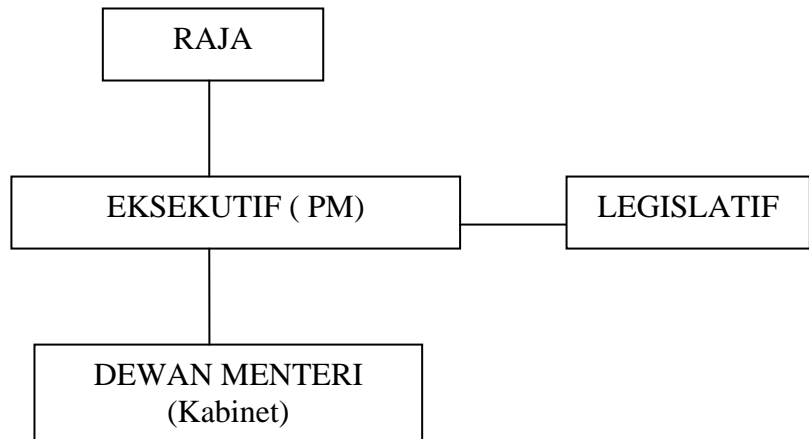 RAJA
EKSEKUTIF ( PM)
LEGISLATIF
DEWAN MENTERI
(Kabinet)